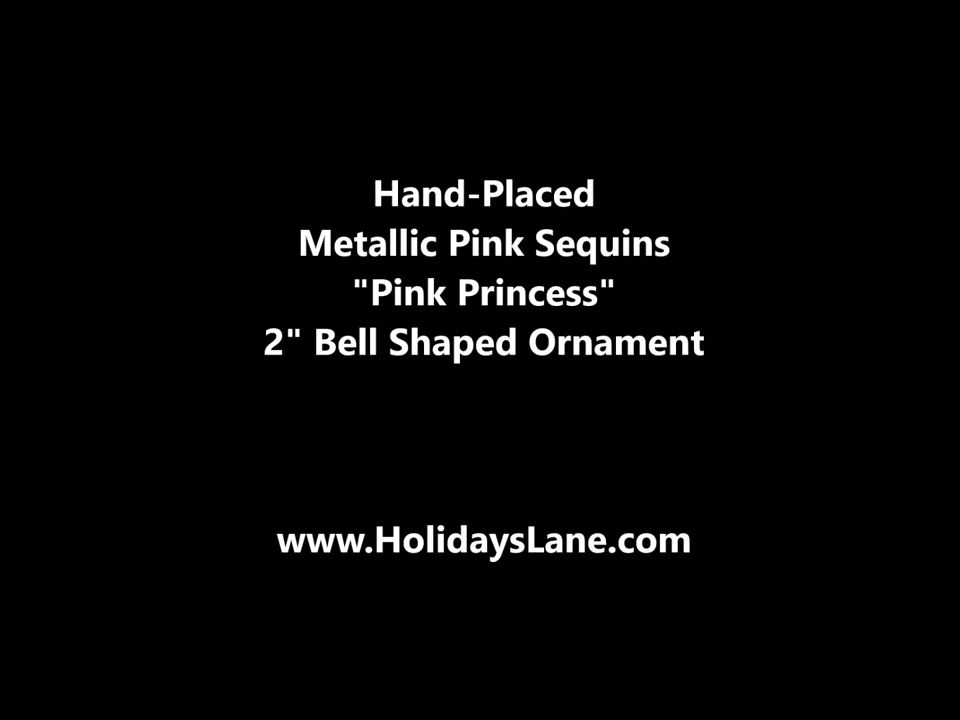 Hand-Placed
Metallic Pink Sequins
"Pink Princess"
2" Bell Shaped Ornament
www.HolidaysLane.com